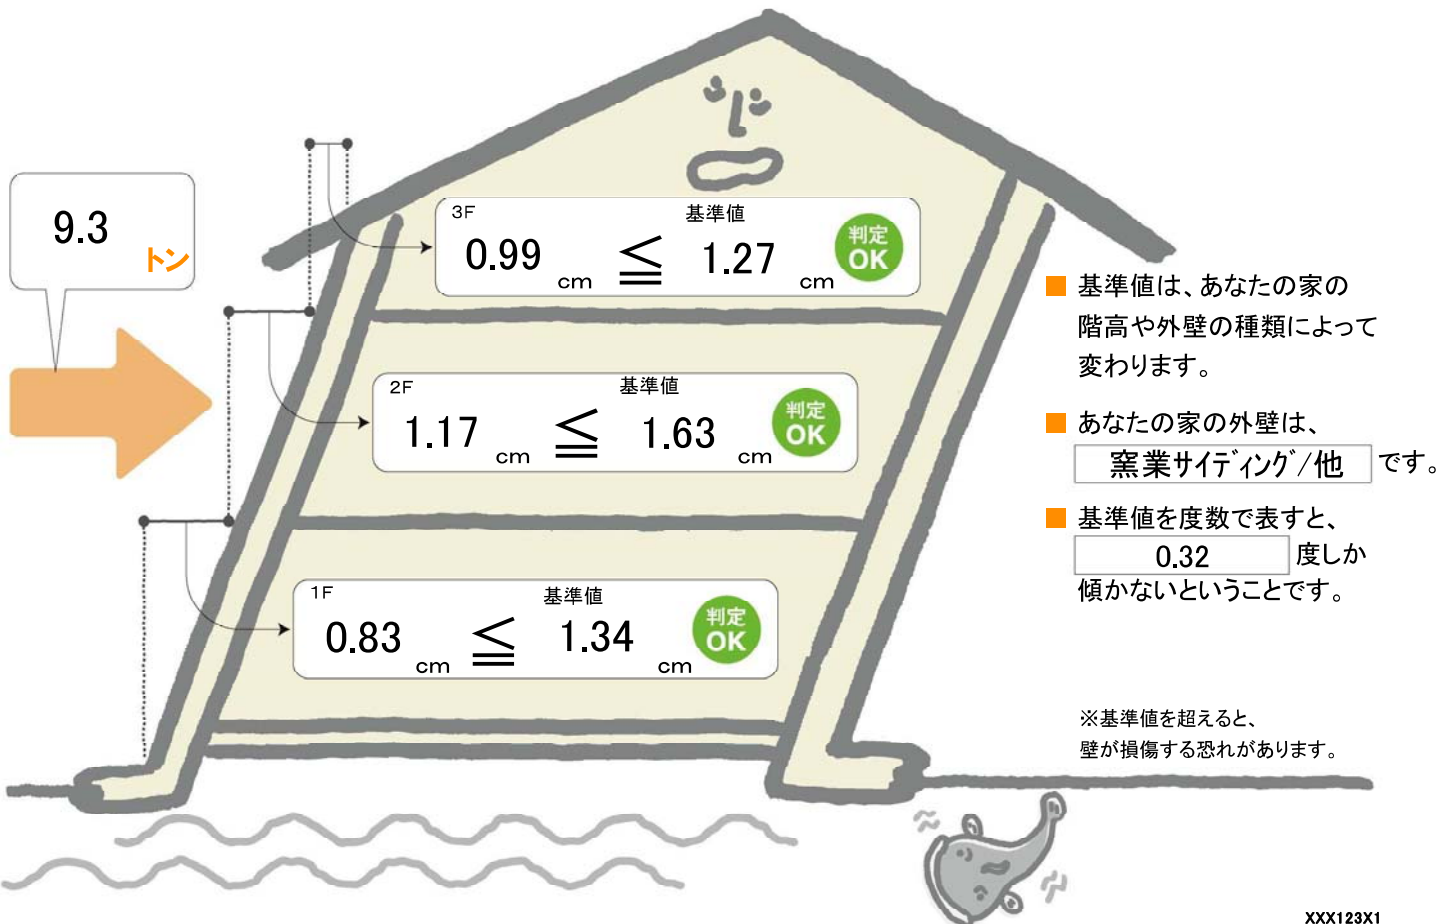 9.3
トン
3F 基準値
0.99 cm ≦ 1.27 cm 判定 OK
2F 基準値
1.17 cm ≦ 1.63 cm 判定 OK
1F 基準値
0.83 cm ≦ 1.34 cm 判定 OK
■ 基準値は、あなたの家の
階高や外壁の種類によって
変わります。
■ あなたの家の外壁は、
窯業サイディング/他 です。
■ 基準値を度数で表すと、
0.32 度しか
傾かないということです。
※基準値を超えると、
壁が損傷する恐れがあります。
XXX123X1